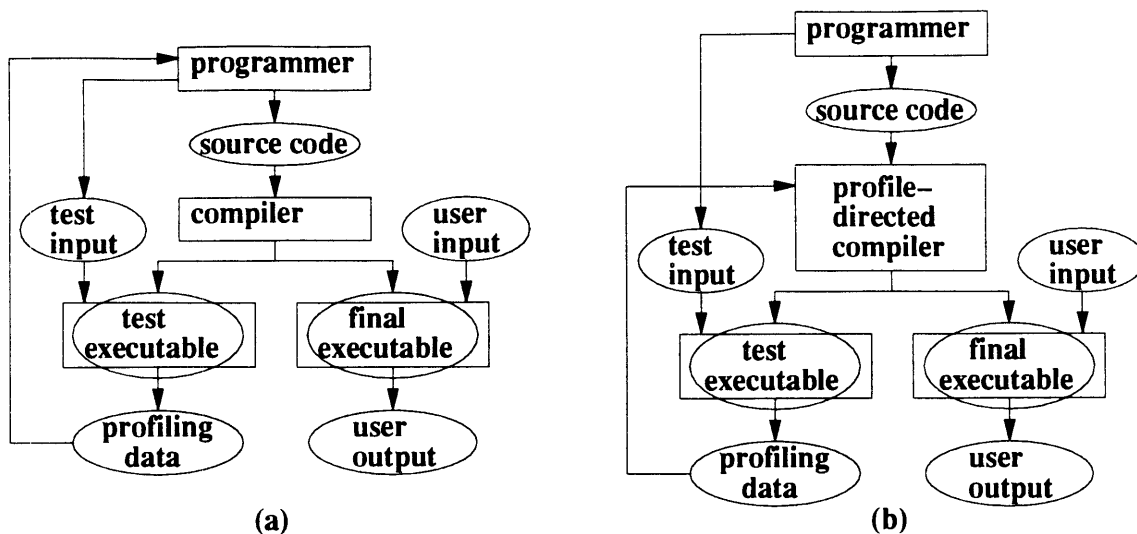 programmer
source code
compiler
test
input
user
input
test
executable
final
executable
profiling
data
user
output
(a)
programmer
source code
profile–
directed
compiler
test
input
user
input
test
executable
final
executable
profiling
data
user
output
(b)